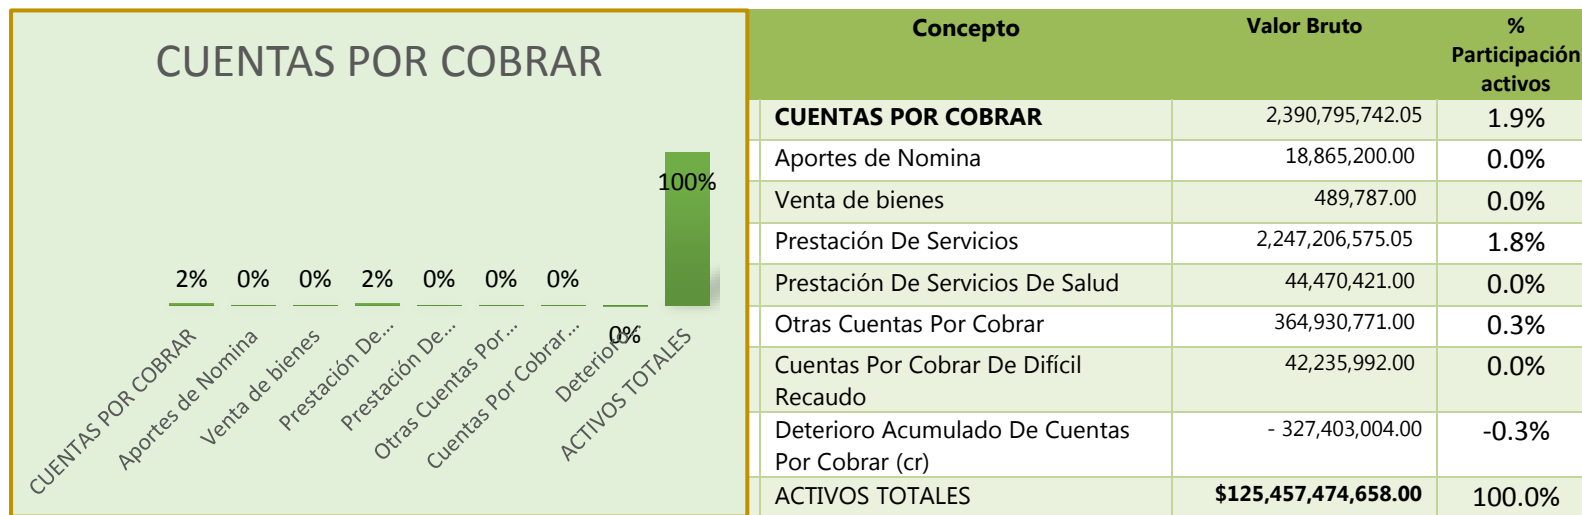 CUENTAS POR COBRAR
100%
2% 0% 0% 2% 0% 0% 0%
0%
CUENTAS POR COBRAR
Aportes de Nomina
Venta de bienes
Prestación De...
Prestación De...
Otras Cuentas Por...
Cuentas Por Cobrar...
ACTIVOS TOTALES
Concepto Valor Bruto %
Participación
activos
CUENTAS POR COBRAR 2,390,795,742.05 1.9%
Aportes de Nomina 18,865,200.00 0.0%
Venta de bienes 489,787.00 0.0%
Prestación De Servicios 2,247,206,575.05 1.8%
Prestación De Servicios De Salud 44,470,421.00 0.0%
Otras Cuentas Por Cobrar 364,930,771.00 0.3%
Cuentas Por Cobrar De Difícil
Recaudo 42,235,992.00 0.0%
Deterioro Acumulado De Cuentas
Por Cobrar (cr) - 327,403,004.00 -0.3%
ACTIVOS TOTALES $125,457,474,658.00 100.0%